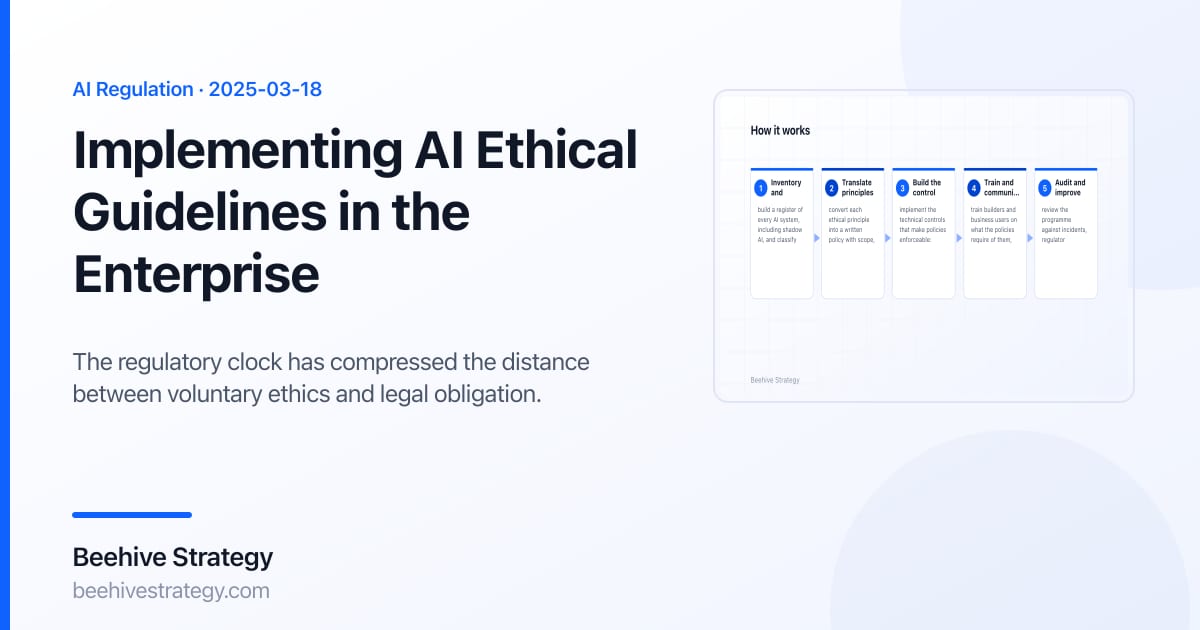 AI Regulation · 2025-03-18
Implementing AI Ethical
Guidelines in the
Enterprise
The regulatory clock has compressed the distance
between voluntary ethics and legal obligation.
Beehive Strategy
beehivestrategy.com
How it works
1 Inventory
and
build a register of
every AI system,
including shadow
AI, and classify
2 Translate
principles
convert each
ethical principle
into a written
policy with scope,
3 Build the
control
implement the
technical controls
that make policies
enforceable:
4 Train and
communi...
train builders and
business users on
what the policies
require of them,
5 Audit and
improve
review the
programme
against incidents,
regulator
Beehive Strategy